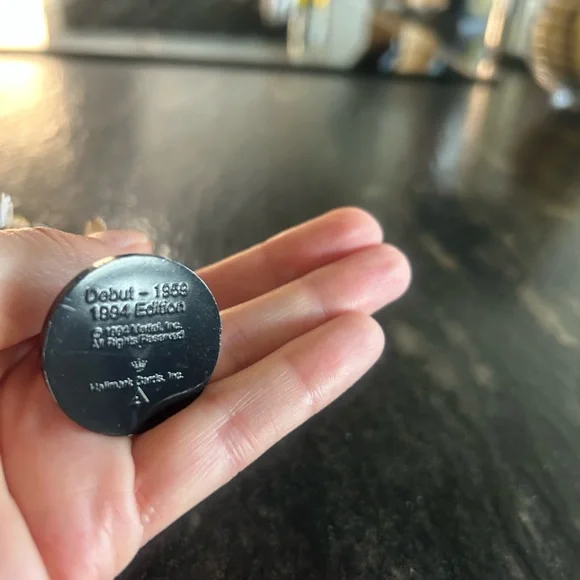 Debut – 1959
1994 Edition
© 1994 Mattel, Inc.
All Rights Reserved
Hallmark Cards, Inc.